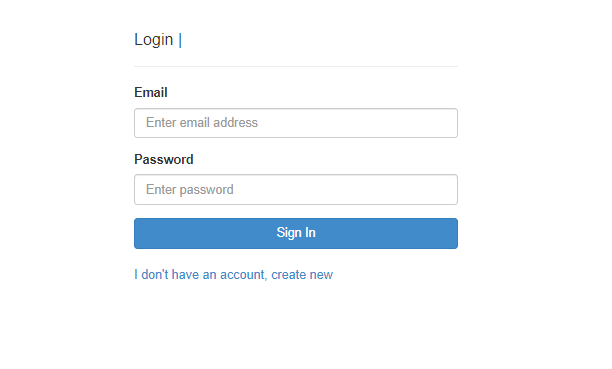 Login |
Email
Enter email address
Password
Enter password
Sign In
I don't have an account, create new